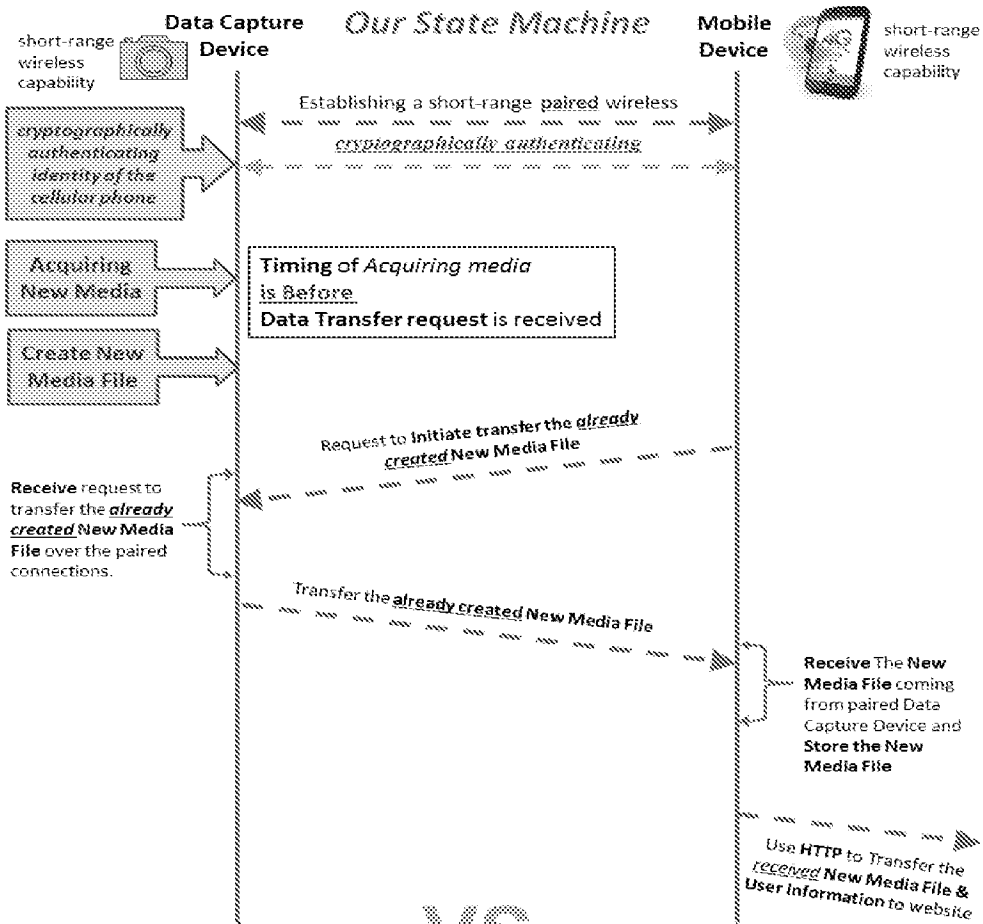 Our State Machine
short-range
wireless
capability
Data Capture
Device
Mobile
Device
short-range
wireless
capability
Establishing a short-range paired wireless
cryptographically authenticating
cryptographically
authenticating
identity of the
cellular phone
Acquiring
New Media
Timing of Acquiring media
is Before
Data Transfer request is received
Create New
Media File
Request to Initiate transfer the already
created New Media File
Receive request to
transfer the already
created New Media
File over the paired
connections.
Transfer the already created New Media File
Receive The New
Media File coming
from paired Data
Capture Device and
Store the New
Media File
Use HTTP to Transfer the
received New Media File &
User Information to website
VS